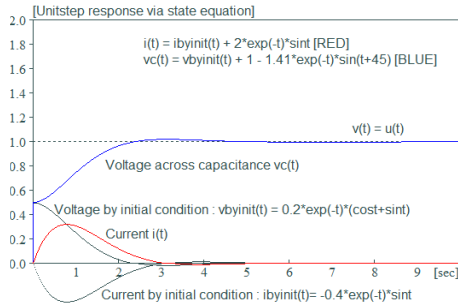 [Unitstep response via state equation]
2.0
1.8
1.6
1.4
1.2
1.0
0.8
0.6
0.4
0.2
0.0
i(t) = ibyinit(t) + 2*exp(-t)*sint [RED]
vc(t) = vbyinit(t) + 1 - 1.41*exp(-t)*sin(t+45) [BLUE]
v(t) = u(t)
Voltage across capacitance vc(t)
Voltage by initial condition : vbyinit(t) = 0.2*exp(-t)*(cost+sint)
Current i(t)
1 2 3 4 5 6 7 8 9 [sec]
Current by initial condition : ibyinit(t)= -0.4*exp(-t)*sint